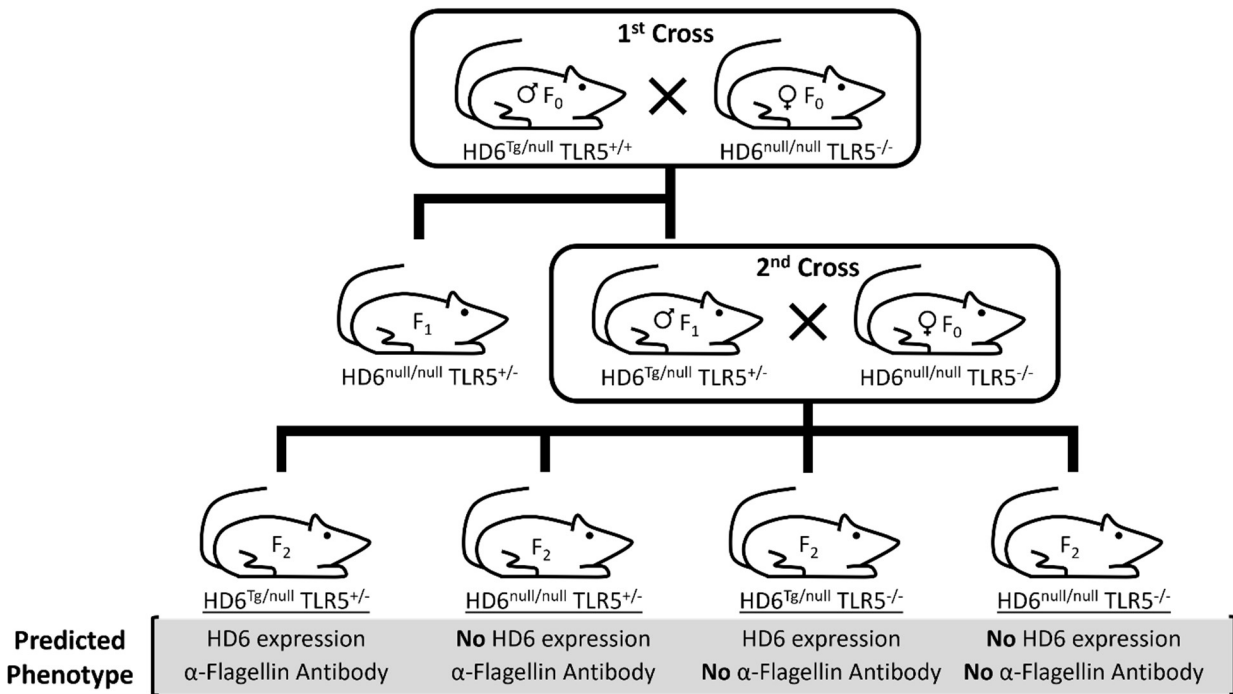 1st Cross
♂ F0
♀ F0
HD6Tg/null TLR5+/+
HD6null/null TLR5-/-
2nd Cross
F1
♂ F1
♀ F0
HD6null/null TLR5+/-
HD6Tg/null TLR5+/-
HD6null/null TLR5-/-
F2
F2
F2
F2
HD6Tg/null TLR5+/-
HD6null/null TLR5+/-
HD6Tg/null TLR5-/-
HD6null/null TLR5-/-
Predicted
Phenotype
HD6 expression
α-Flagellin Antibody
No HD6 expression
α-Flagellin Antibody
HD6 expression
No α-Flagellin Antibody
No HD6 expression
No α-Flagellin Antibody